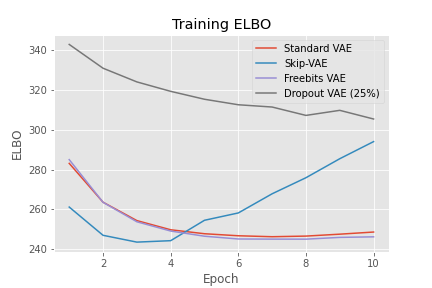 Training ELBO
Standard VAE
Skip-VAE
Freebits VAE
Dropout VAE (25%)
ELBO
340
320
300
280
260
240
2 4 6 8 10
Epoch